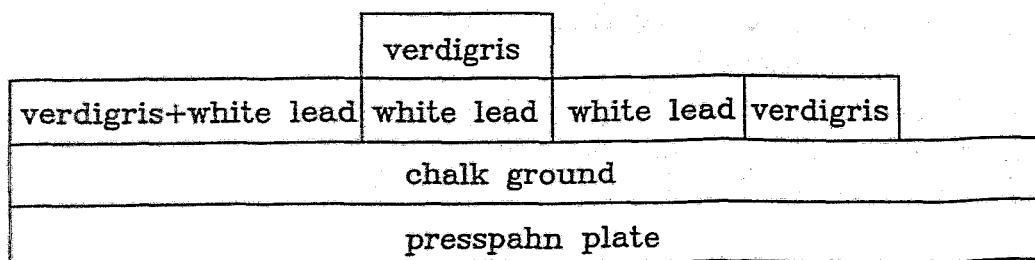 verdigris
verdigris+white lead white lead white lead verdigris
chalk ground
presspahn plate